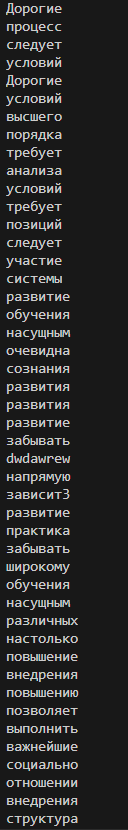 Дорогие
процесс
следует
условий
Дорогие
условий
высшего
порядка
требует
анализа
условий
требует
позиций
следует
участие
системы
развитие
обучения
насущным
очевидна
сознания
развития
развития
развитие
забывать
dwdawrew
напрямую
зависит3
развитие
практика
забывать
широкому
обучения
насущным
различных
настолько
повышение
внедрения
повышению
позволяет
выполнить
важнейшие
социально
отношении
внедрения
структура